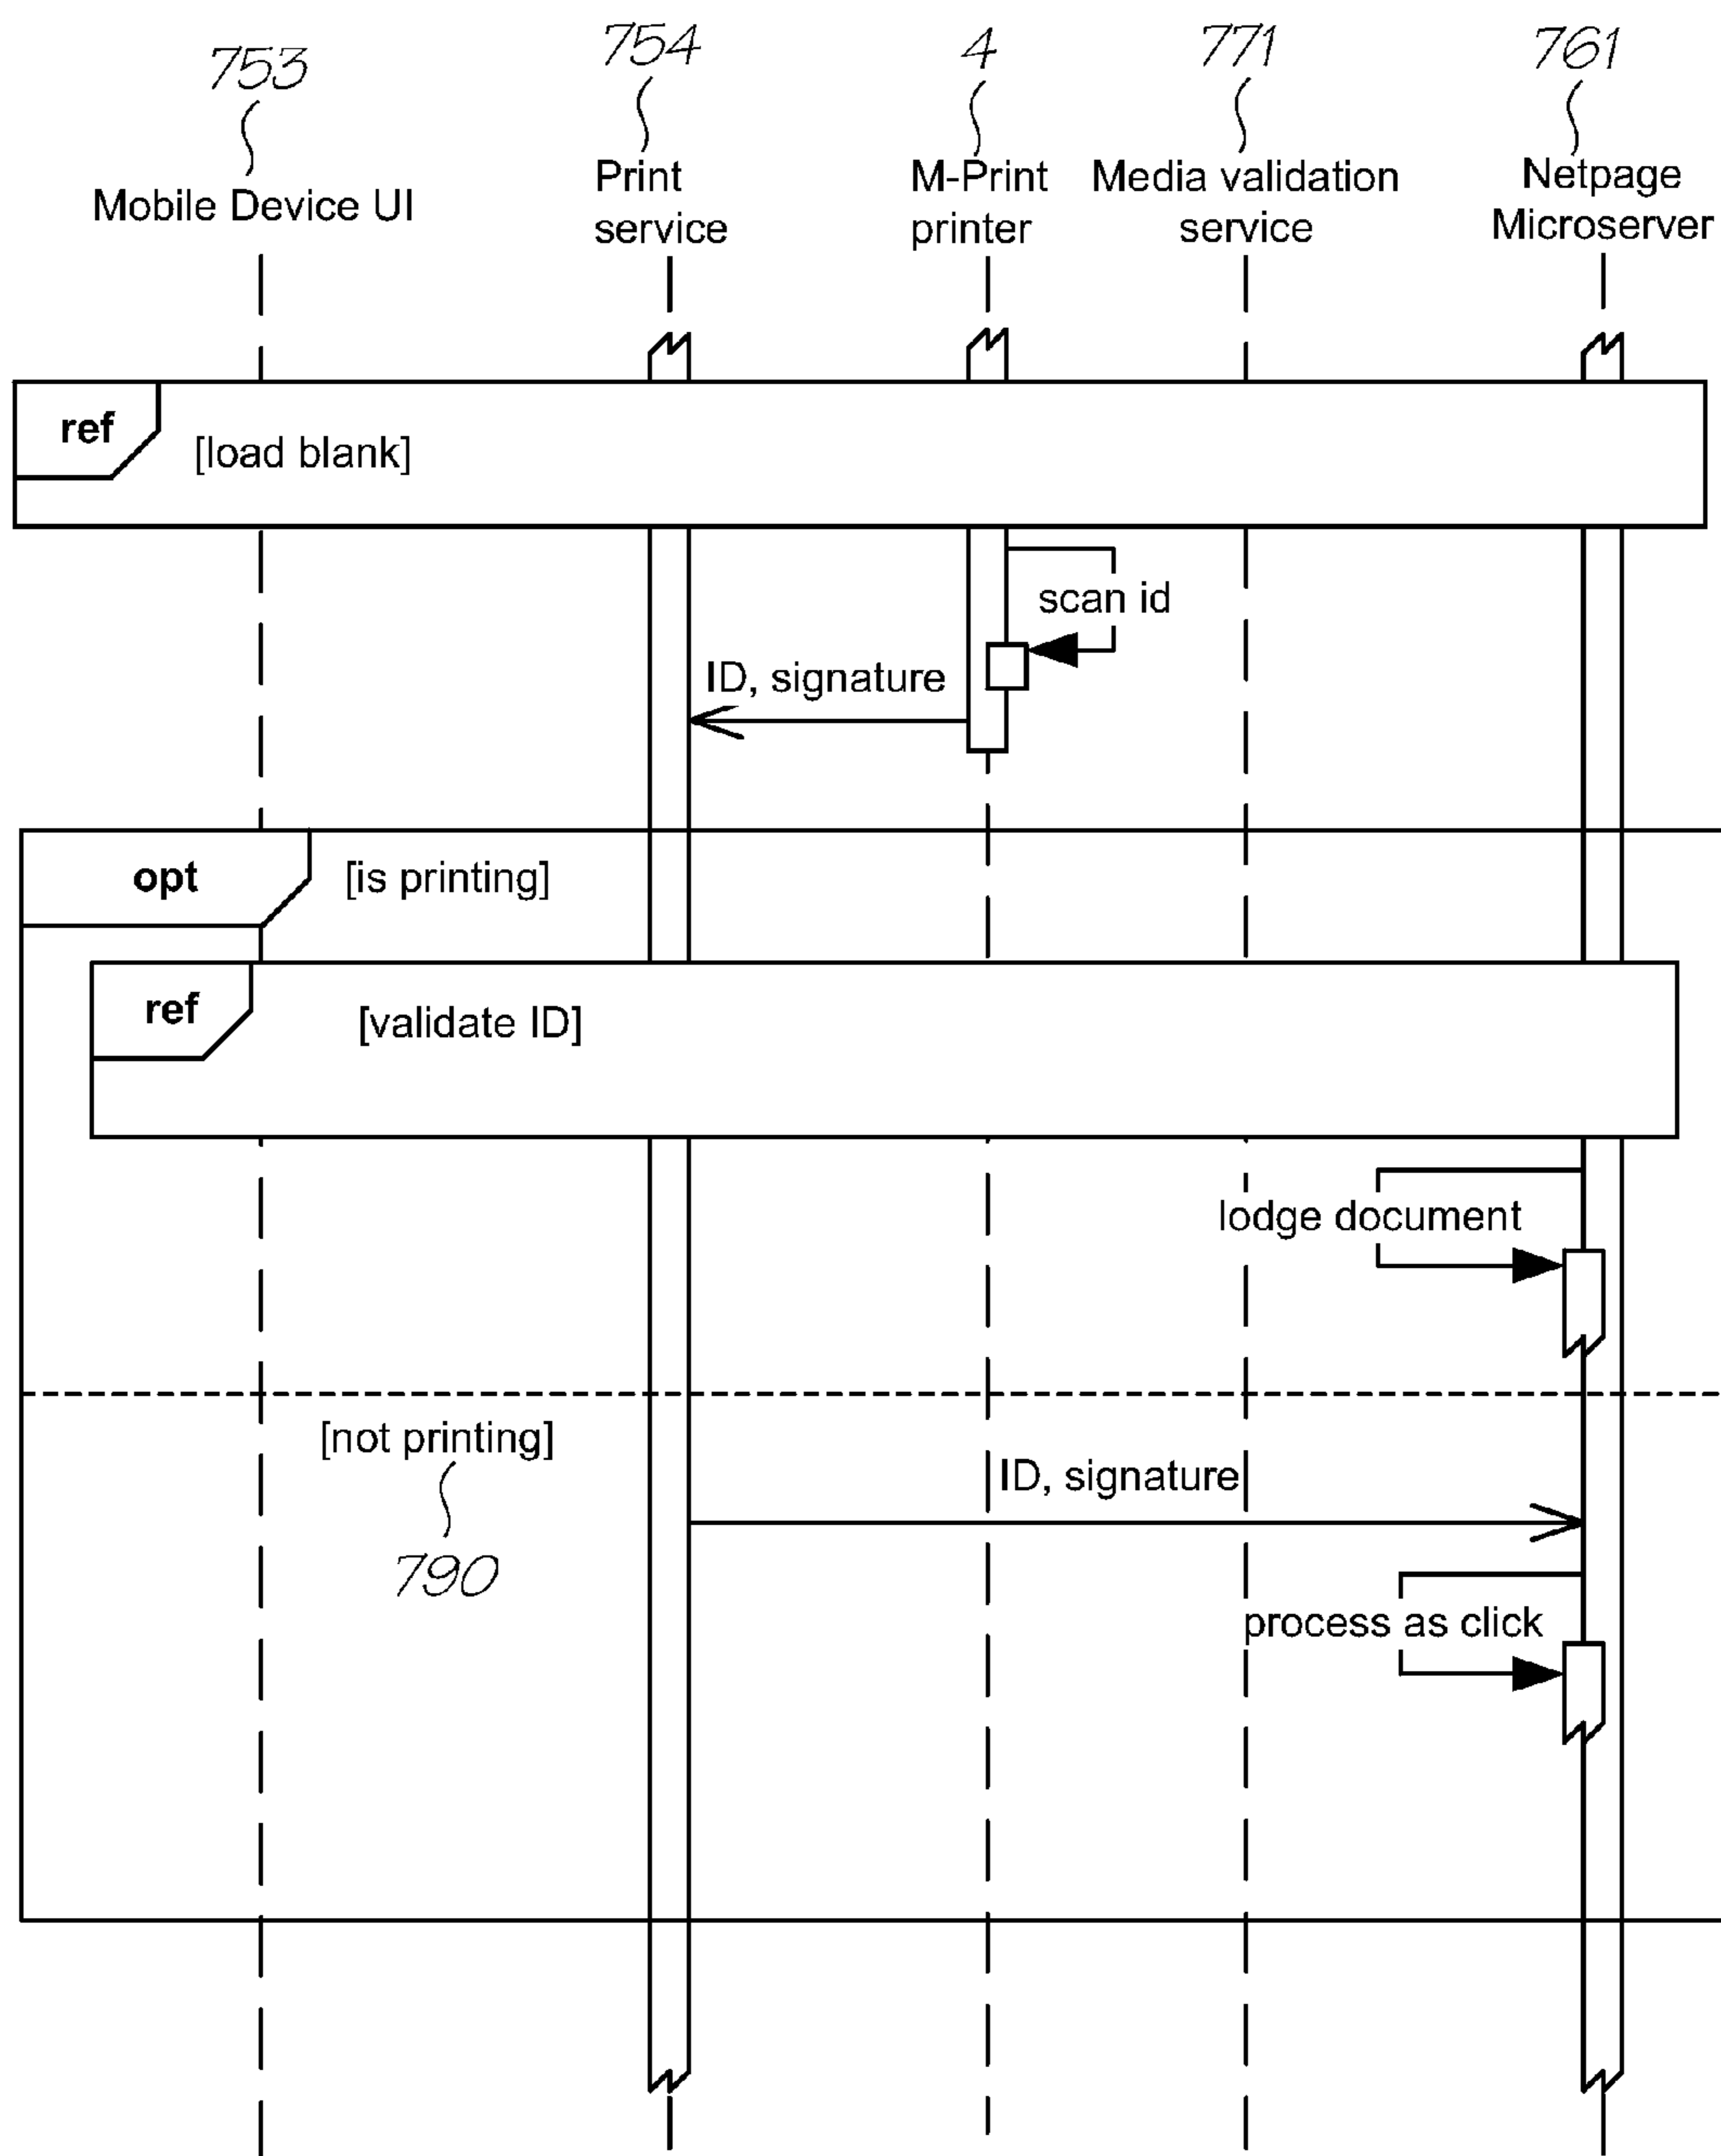 753
754
4
771
761
Mobile Device UI
Print
service
M-Print
printer
Media validation
service
Netpage
Microserver
ref
[load blank]
scan id
ID, signature
opt
[is printing]
ref
[validate ID]
lodge document
[not printing]
790
ID, signature
process as click